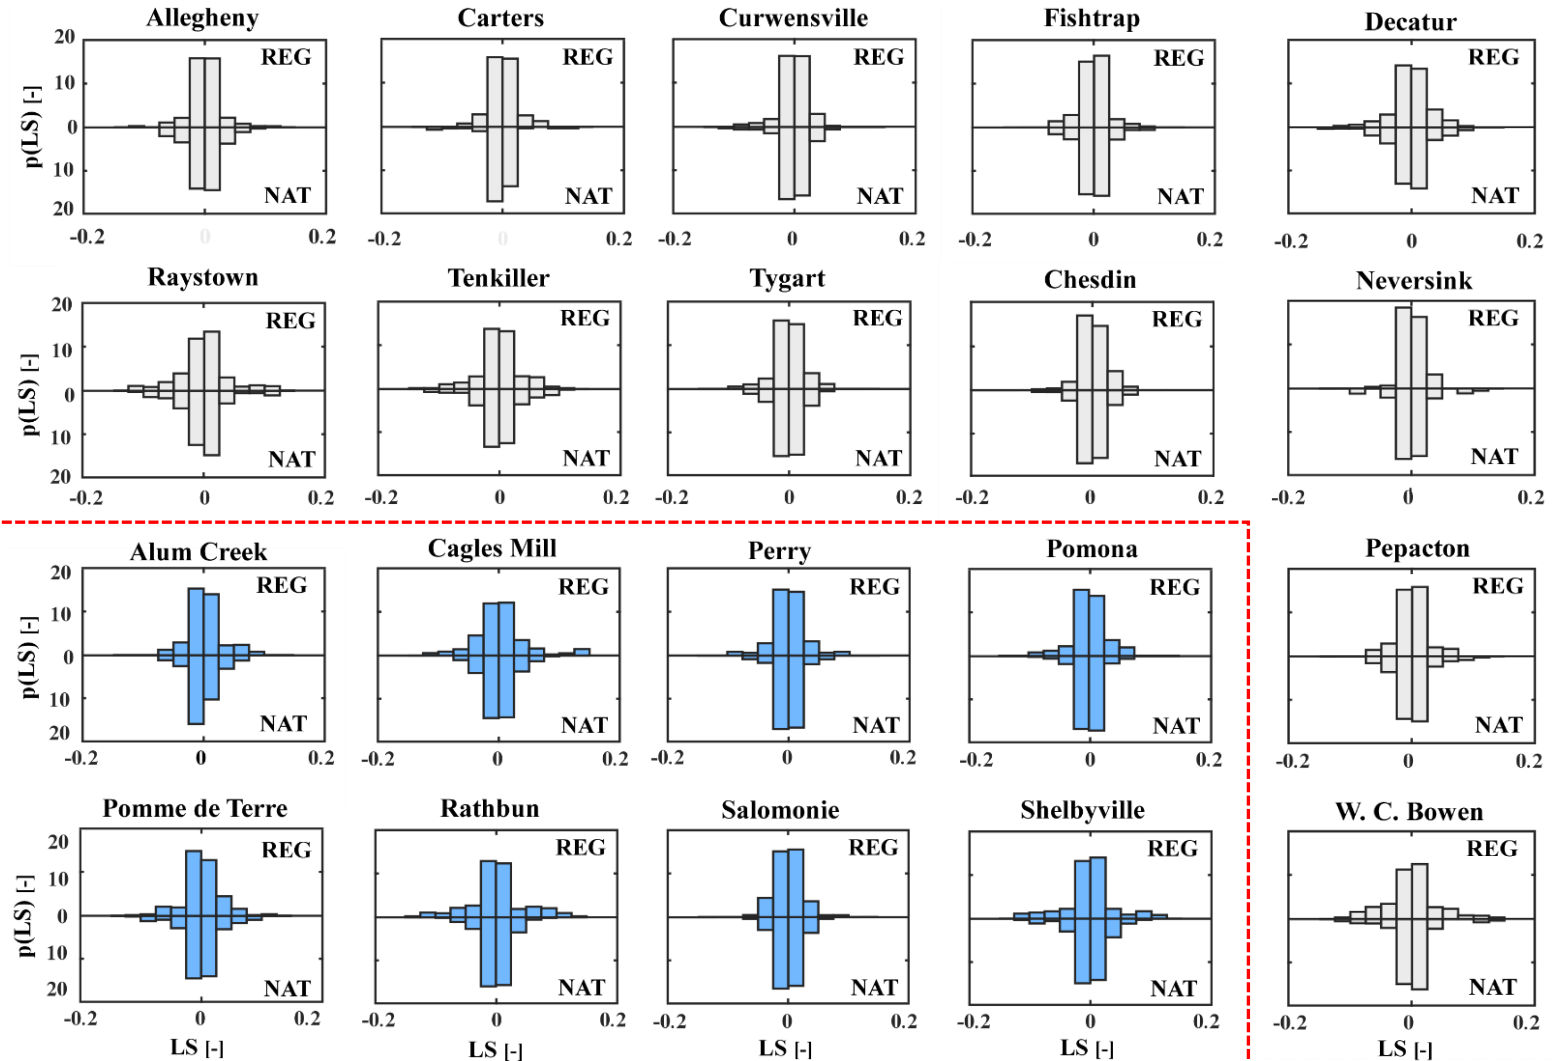 Allegheny Carters Curwensville Fishtrap Decatur
20 REG REG REG REG REG
10
p(LS) [-]
0
10
NAT NAT NAT NAT NAT
20
-0.2 0 0.2 -0.2 0 0.2 -0.2 0 0.2 -0.2 0 0.2 -0.2 0 0.2
Raystown Tenkiller Tygart Chesdin Neversink
20 REG REG REG REG REG
10
p(LS) [-]
0
10
NAT NAT NAT NAT NAT
20
-0.2 0 0.2 -0.2 0 0.2 -0.2 0 0.2 -0.2 0 0.2 -0.2 0 0.2
Alum Creek Cagles Mill Perry Pomona Pepacton
20 REG REG REG REG REG
10
p(LS) [-]
0
10
NAT NAT NAT NAT NAT
20
-0.2 0 0.2 -0.2 0 0.2 -0.2 0 0.2 -0.2 0 0.2 -0.2 0 0.2
Pomme de Terre Rathbun Salomonie Shelbyville W. C. Bowen
20 REG REG REG REG REG
10
p(LS) [-]
0
10
NAT NAT NAT NAT NAT
20
-0.2 0 0.2 -0.2 0 0.2 -0.2 0 0.2 -0.2 0 0.2 -0.2 0 0.2
LS [-] LS [-] LS [-] LS [-] LS [-]